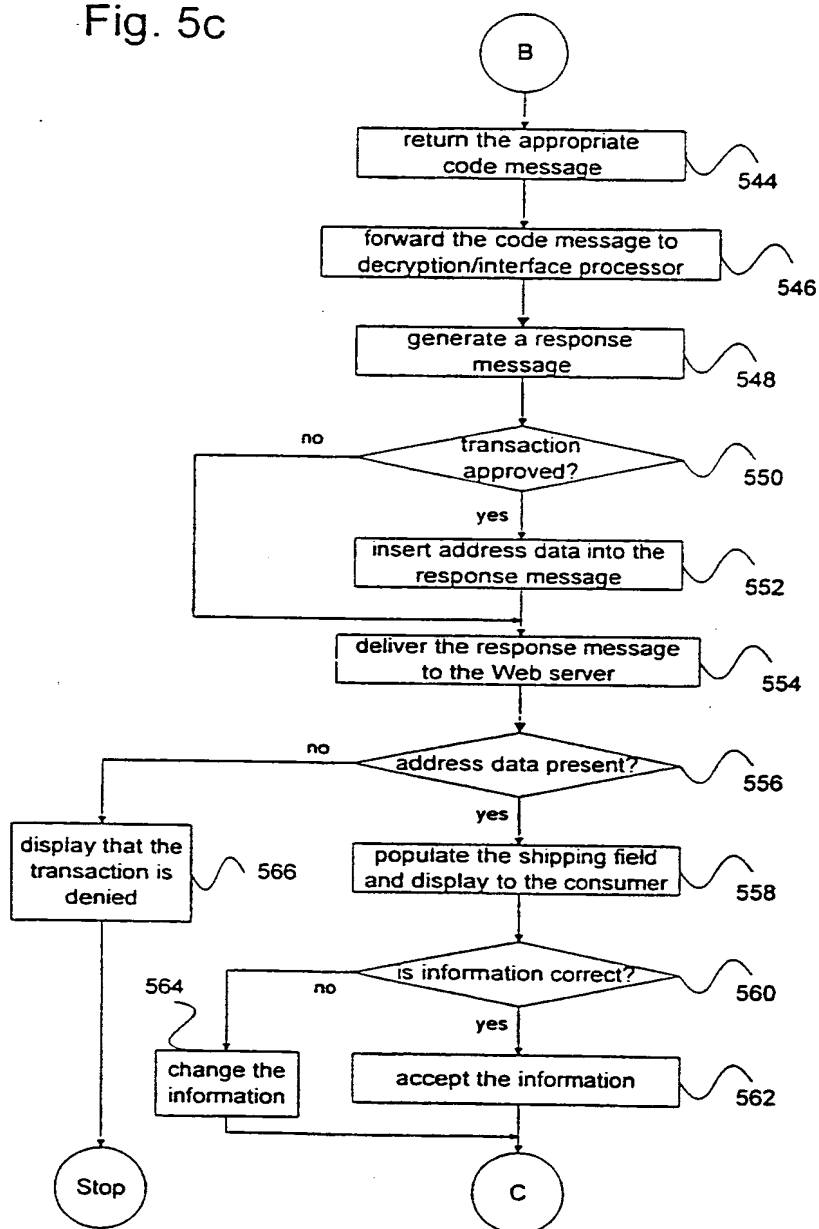 Fig. 5c
B
return the appropriate
code message
544
forward the code message to
decryption/interface processor
546
generate a response
message
548
no
transaction
approved?
550
yes
insert address data into the
response message
552
deliver the response message
to the Web server
554
no
address data present?
556
yes
display that the
transaction is
denied
566
populate the shipping field
and display to the consumer
558
564
no
is information correct?
560
yes
change the
information
accept the information
562
Stop
C